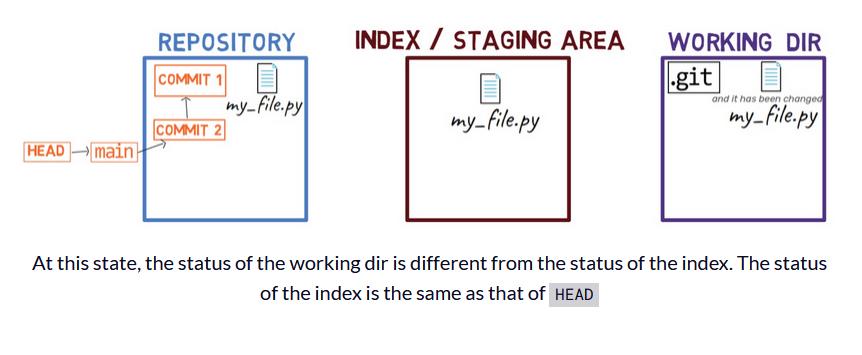 REPOSITORY
INDEX / STAGING AREA
WORKING DIR
COMMIT 1
my_file.py
COMMIT 2
HEAD
main
my_file.py
.git
and it has been changed
my_file.py
At this state, the status of the working dir is different from the status of the index. The status
of the index is the same as that of HEAD